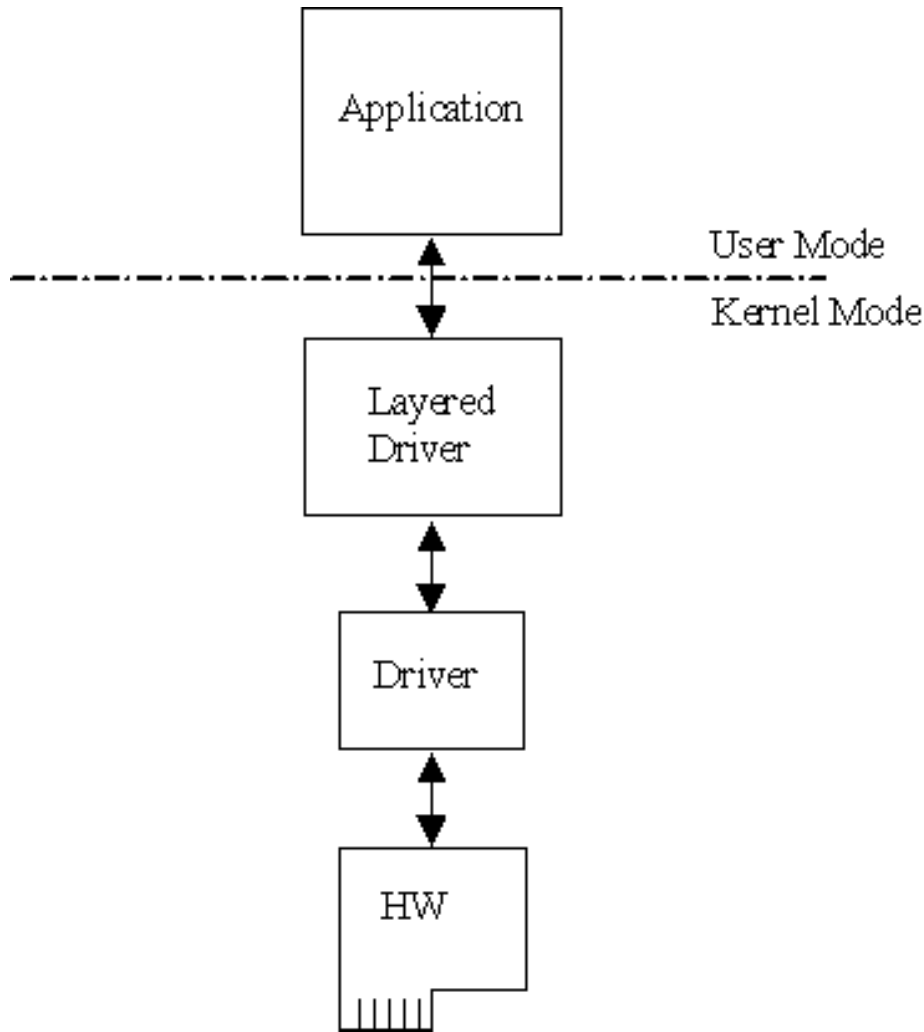 Application
User Mode
Kernel Mode
Layered
Driver
Driver
HW